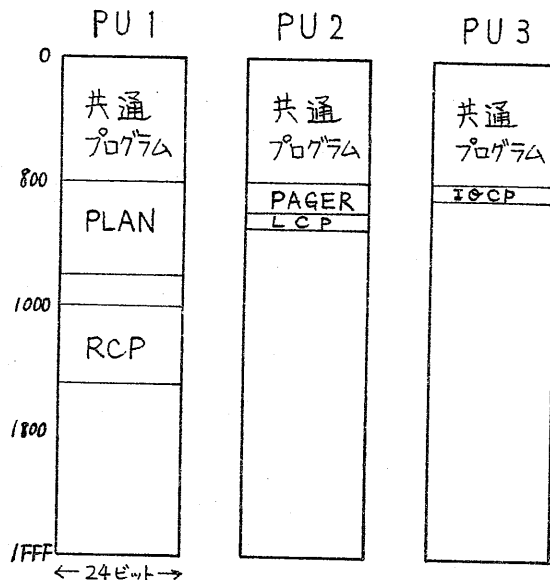 PU 1
PU 2
PU 3
0
共通
プログラム
共通
プログラム
共通
プログラム
800
PLAN
PAGER
LCP
IOCP
1000
RCP
1800
1FFF
←24ビット→